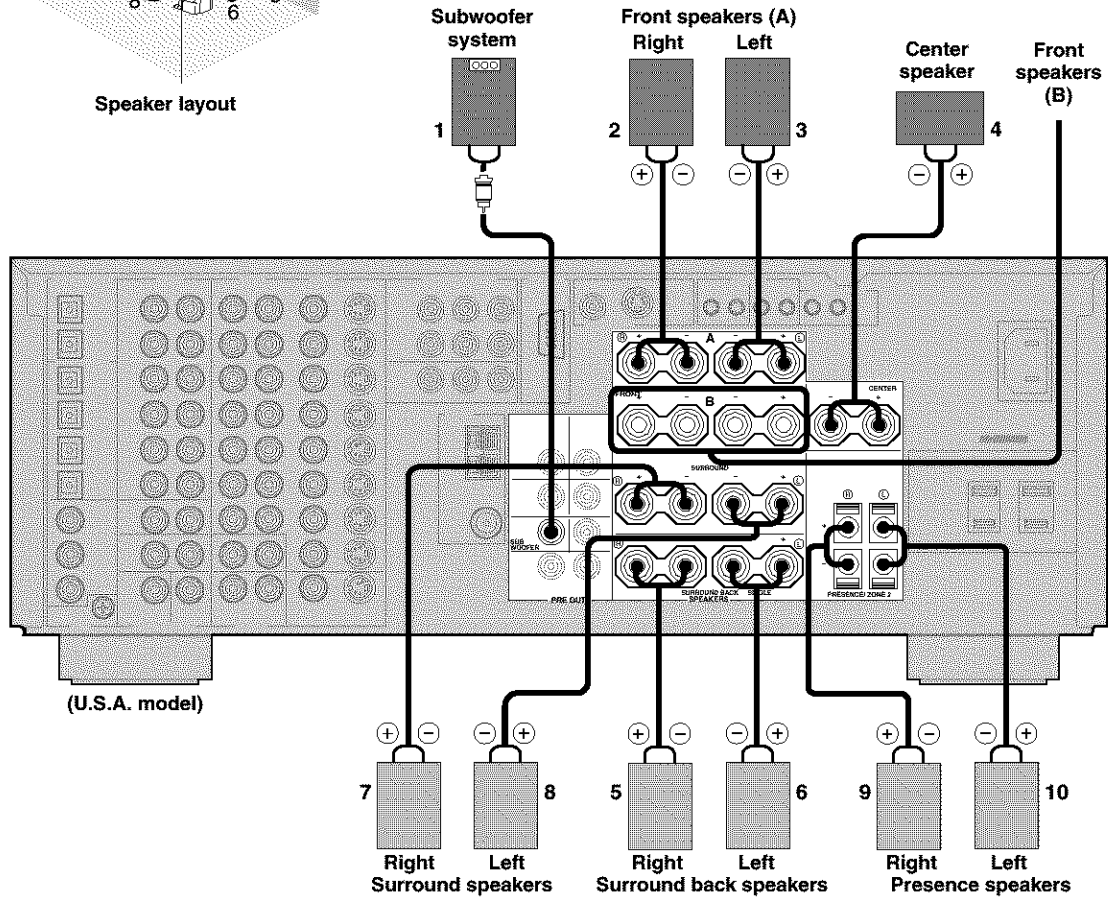 8
6
Speaker layout
Subwoofer
system
Front speakers (A)
Right
Left
Center
speaker
Front
speakers
(B)
1
2
3
4
+ -
- +
- +
R + - A - + L
FRONT
+ - B - +
CENTER
- +
SURROUND
R + - - + L
SUB
WOOFER
R + L
SURROUND BACK
SPEAKERS
SINGLE
PRE OUT
R L
+
-
PRESENCE/ ZONE 2
(U.S.A. model)
+ -
- +
+ -
- +
+ -
- +
7
8
5
6
9
10
Right
Left
Surround speakers
Right
Left
Surround back speakers
Right
Left
Presence speakers